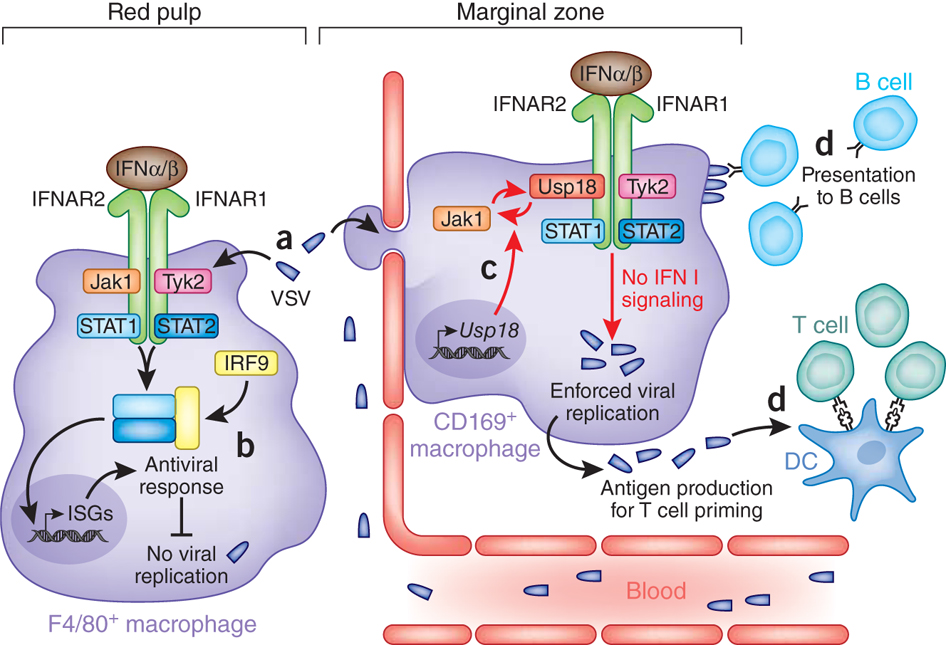 Red pulp
Marginal zone
IFNα/β
IFNAR2
IFNAR1
Jak1
Tyk2
STAT1
STAT2
IRF9
b
Antiviral
response
ISGs
No viral
replication
F4/80+ macrophage
a
VSV
IFNα/β
IFNAR2
IFNAR1
Usp18
Tyk2
Jak1
STAT1
STAT2
c
No IFN I
signaling
Usp18
Enforced viral
replication
CD169+
macrophage
Antigen production
for T cell priming
B cell
d
Presentation
to B cells
T cell
d
DC
Blood